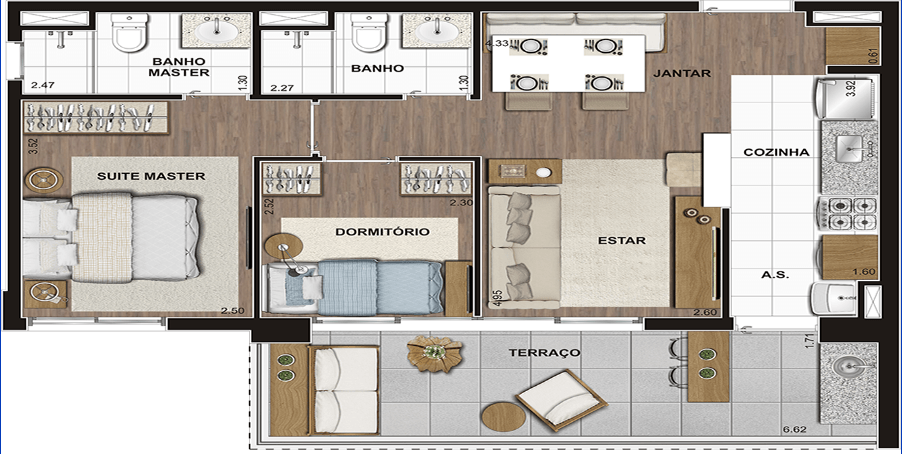 BANHO
MASTER
2.47
1.30
BANHO
2.27
1.30
4.33
JANTAR
0.61
3.92
COZINHA
3.52
SUITE MASTER
2.52
2.30
DORMITÓRIO
ESTAR
A.S.
1.60
2.50
4.95
2.60
1.71
TERRAÇO
6.62